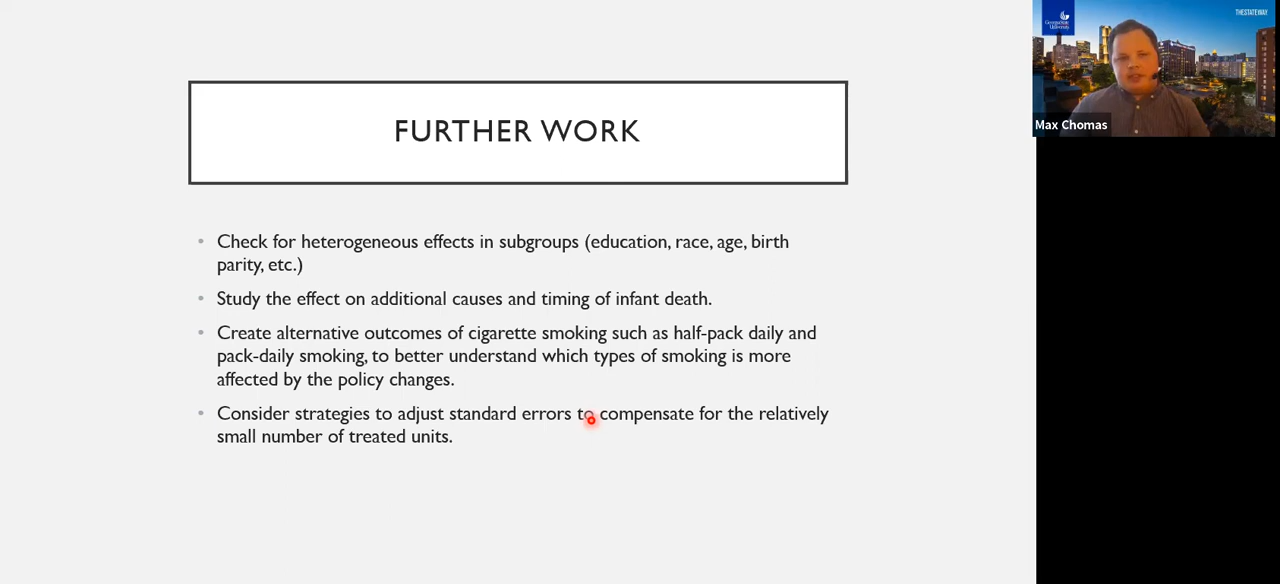 FURTHER WORK
• Check for heterogeneous effects in subgroups (education, race, age, birth
parity, etc.)
• Study the effect on additional causes and timing of infant death.
• Create alternative outcomes of cigarette smoking such as half-pack daily and
pack-daily smoking, to better understand which types of smoking is more
affected by the policy changes.
• Consider strategies to adjust standard errors to compensate for the relatively
small number of treated units.
GeorgiaState
University
THESTATEWAY
Max Chomas